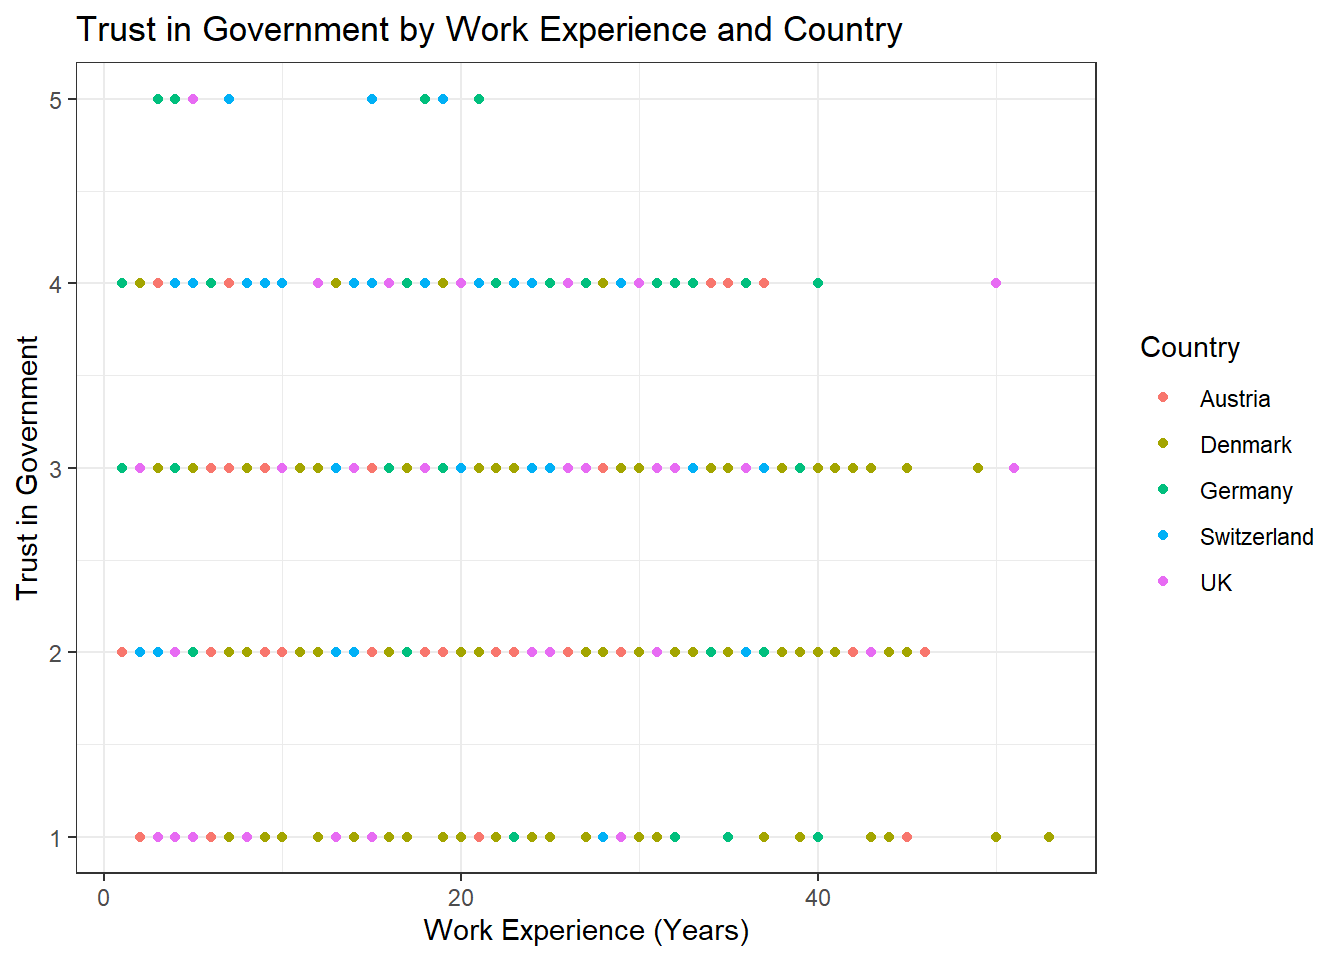 Trust in Government by Work Experience and Country
Trust in Government
5
4
3
2
1
0
20
40
Work Experience (Years)
Country
Austria
Denmark
Germany
Switzerland
UK